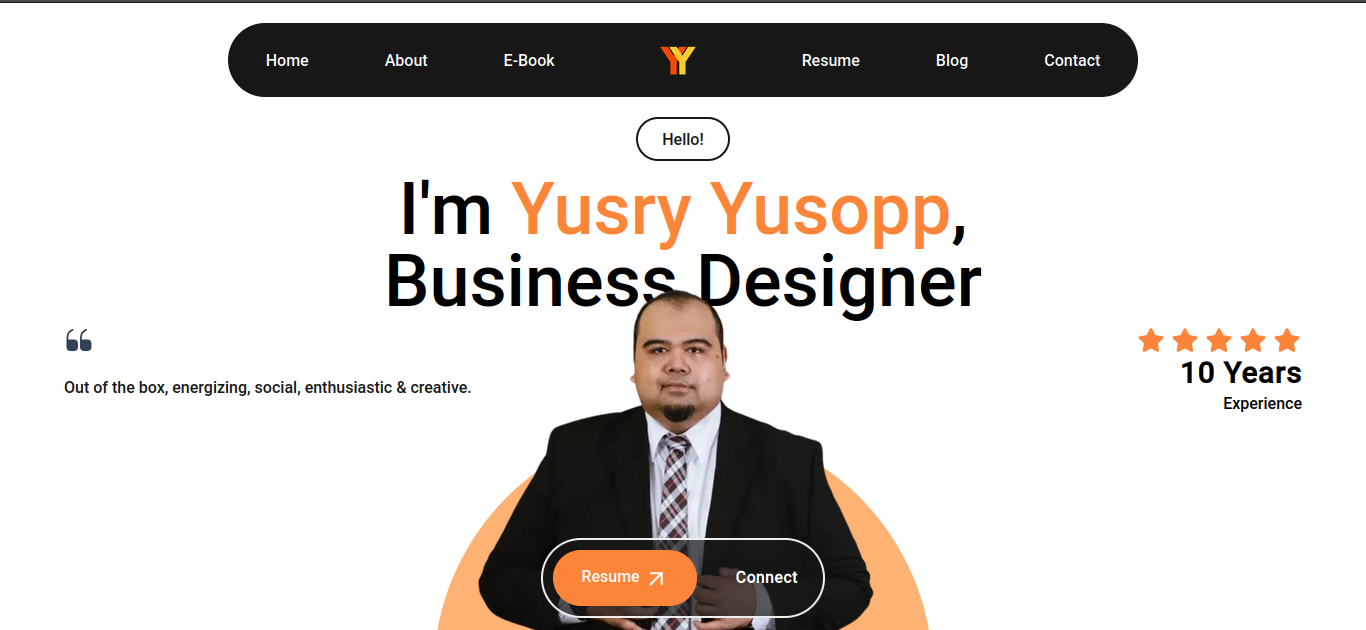 Home About E-Book YY Resume Blog Contact
Hello!
I'm Yusry Yusopp,
Business Designer
Out of the box, energizing, social, enthusiastic & creative.
10 Years
Experience
Resume
Connect